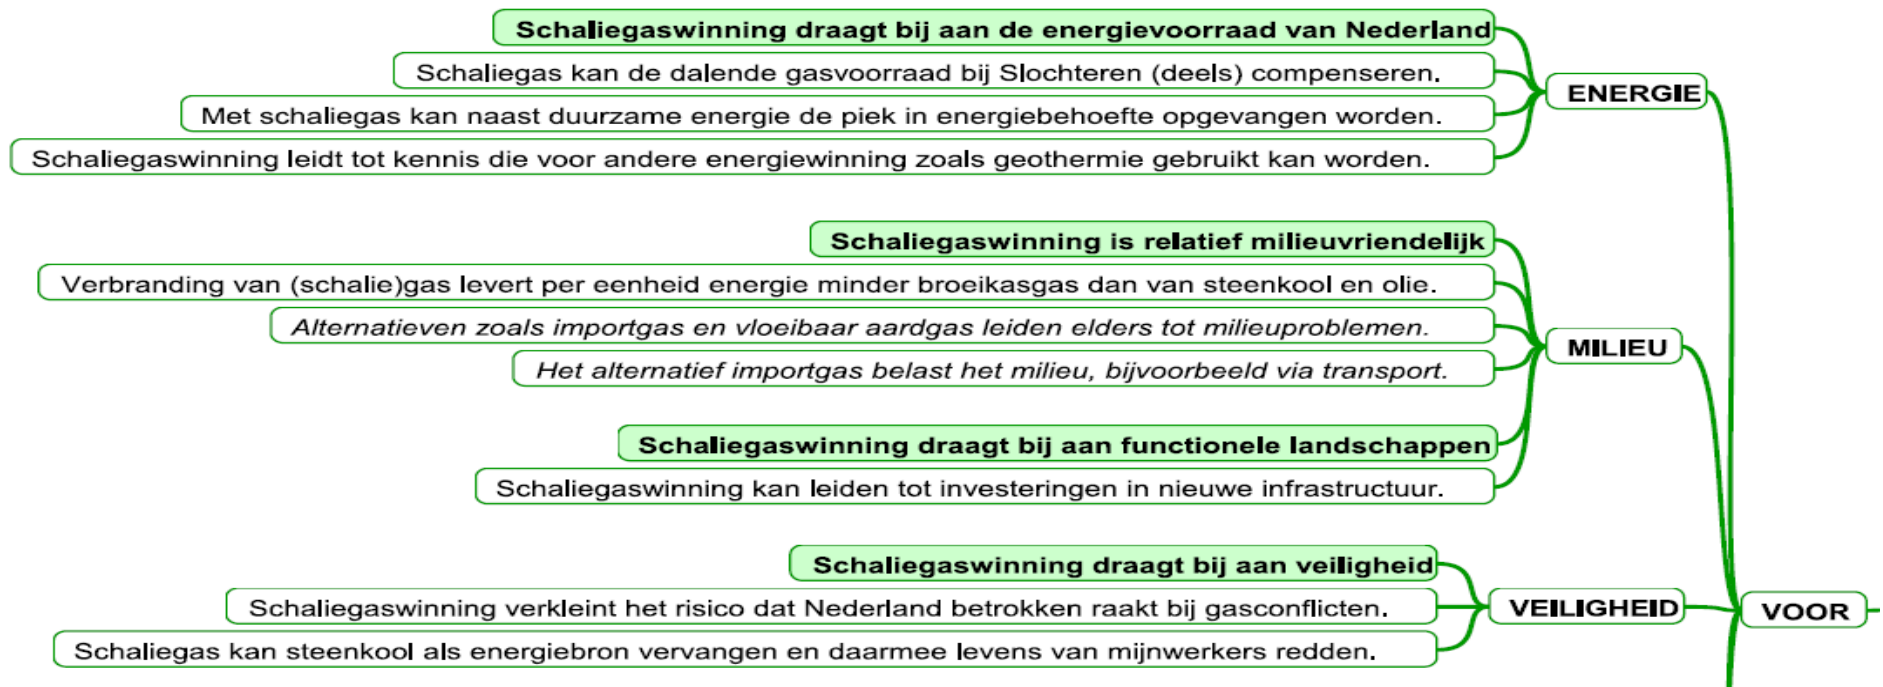 Schaliegaswinning draagt bij aan de energievoorraad van Nederland
Schaliegas kan de dalende gasvoorraad bij Slochteren (deels) compenseren.
Met schaliegas kan naast duurzame energie de piek in energiebehoefte opgevangen worden.
Schaliegaswinning leidt tot kennis die voor andere energiewinning zoals geothermie gebruikt kan worden.
ENERGIE
Schaliegaswinning is relatief milieuvriendelijk
Verbranding van (schalie)gas levert per eenheid energie minder broeikasgas dan van steenkool en olie.
Alternatieven zoals importgas en vloeibaar aardgas leiden elders tot milieuproblemen.
Het alternatief importgas belast het milieu, bijvoorbeeld via transport.
MILIEU
Schaliegaswinning draagt bij aan functionele landschappen
Schaliegaswinning kan leiden tot investeringen in nieuwe infrastructuur.
Schaliegaswinning draagt bij aan veiligheid
Schaliegaswinning verkleint het risico dat Nederland betrokken raakt bij gasconflicten.
Schaliegas kan steenkool als energiebron vervangen en daarmee levens van mijnwerkers redden.
VEILIGHEID
VOOR